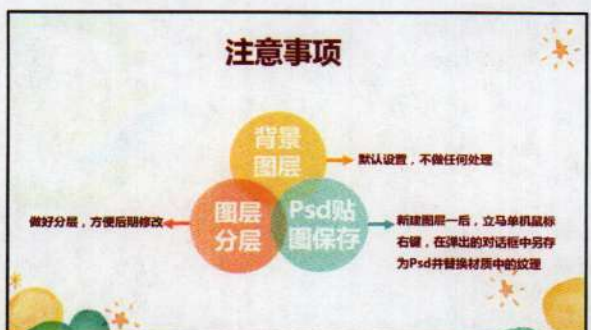 注意事项
背景
图层
默认设置，不做任何处理
做好分层，方便后期修改
图层
分层
Psd贴
图保存
新建图层一后，立马单机鼠标
右键，在弹出的对话框中另存
为Psd并替换材质中的纹理